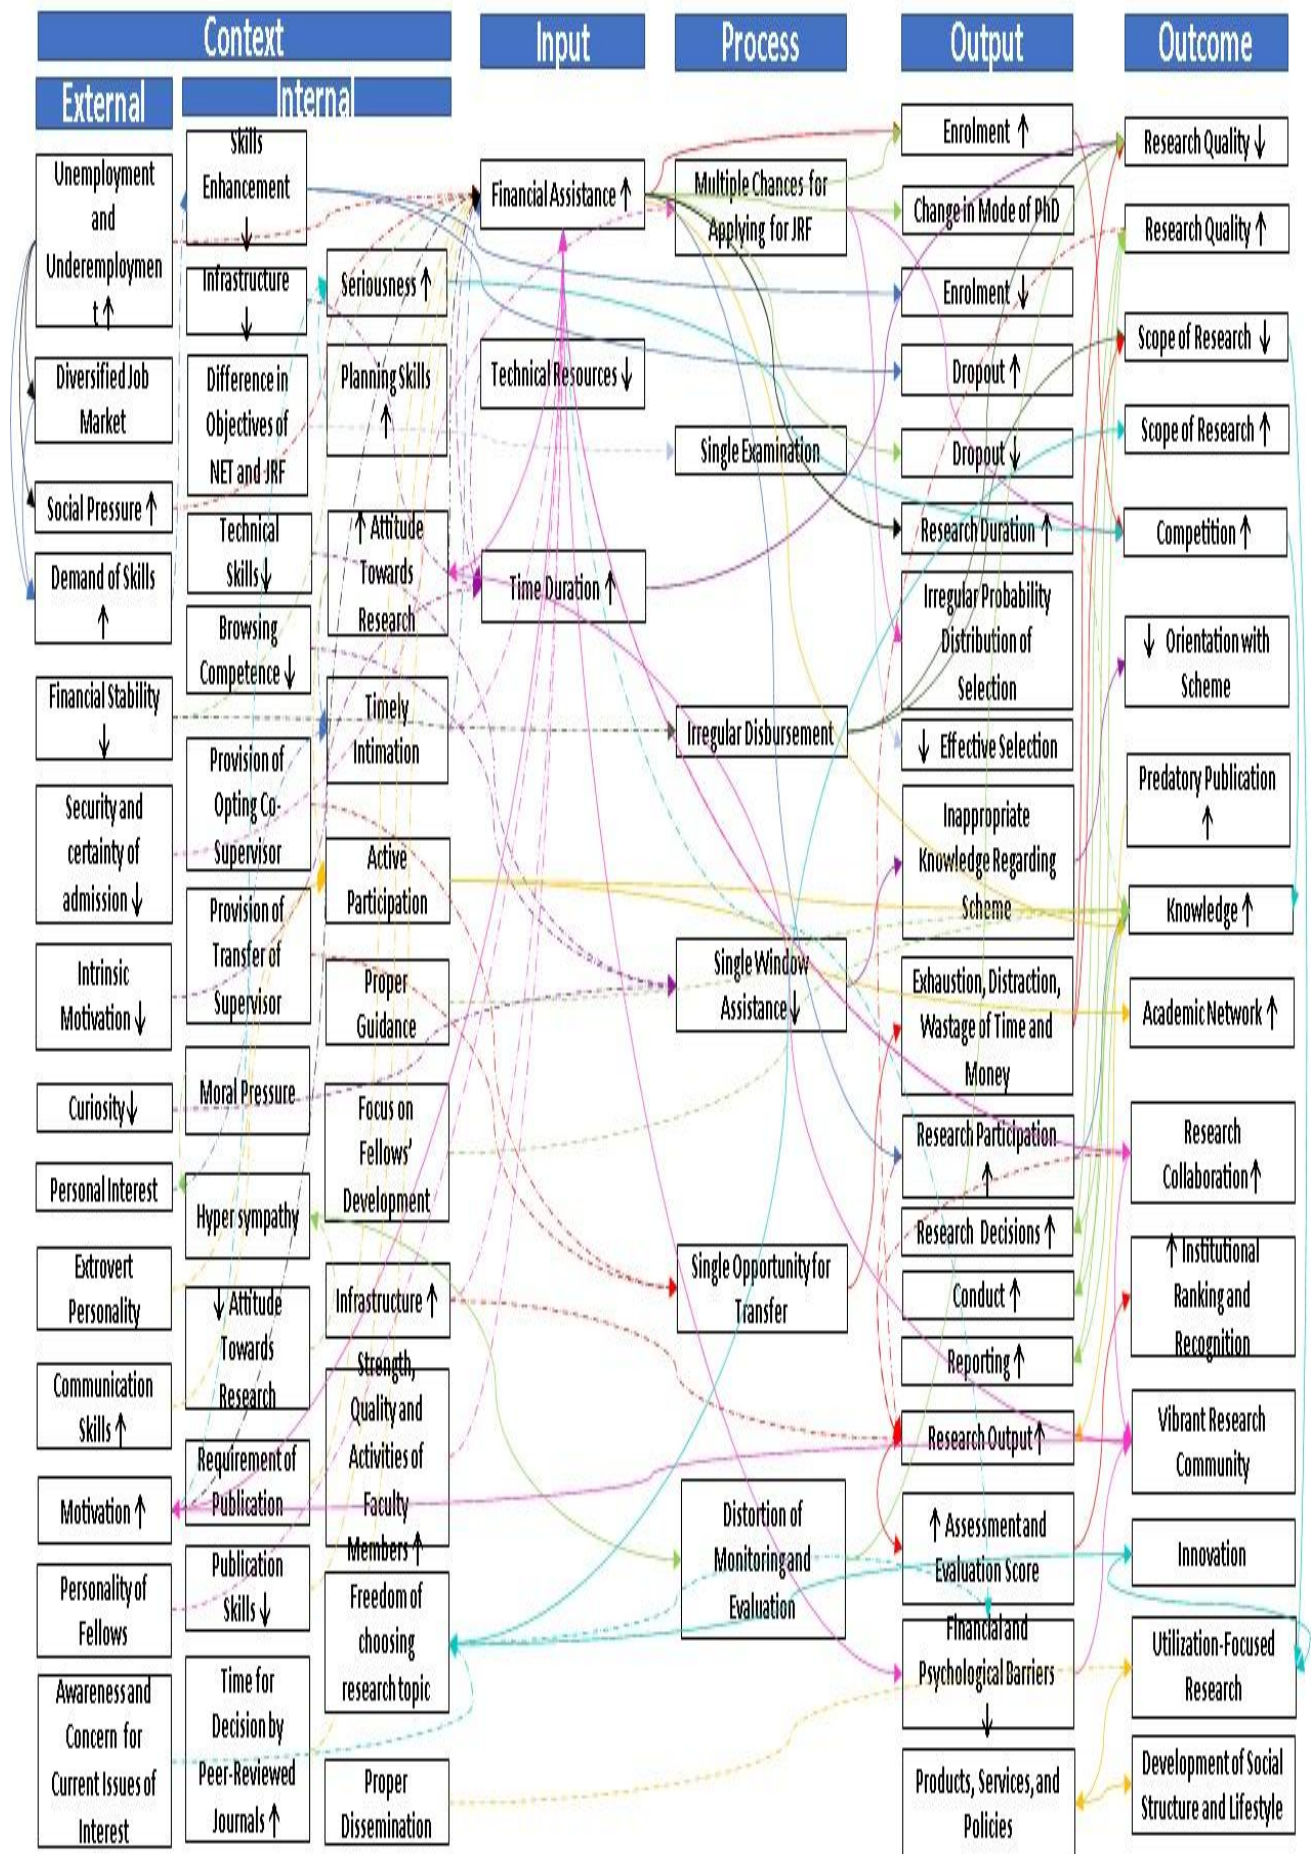 Context
Input
Process
Output
Outcome
External
Internal
Unemployment
and
Underemploymen
t ↑
Diversified Job
Market
Social Pressure ↑
Demand of Skills
↑
Financial Stability
↓
Security and
certainty of
admission ↓
Intrinsic
Motivation ↓
Curiosity ↓
Personal Interest
Extrovert
Personality
Communication
Skills ↑
Motivation ↑
Personality of
Fellows
Awareness and
Concern for
Current Issues of
Interest
Skills
Enhancement
↓
Infrastructure
↓
Difference in
Objectives of
NET and JRF
Technical
Skills ↓
Browsing
Competence ↓
Provision of
Opting Co-
Supervisor
Provision of
Transfer of
Supervisor
Moral Pressure
Hyper sympathy
↓ Attitude
Towards
Research
Requirement of
Publication
Publication
Skills ↓
Time for
Decision by
Peer-Reviewed
Journals ↑
Seriousness ↑
Planning Skills
↑
↑ Attitude
Towards
Research
Timely
Intimation
Active
Participation
Proper
Guidance
Focus on
Fellows’
Development
Infrastructure ↑
Strength,
Quality and
Activities of
Faculty
Members ↑
Freedom of
choosing
research topic
Proper
Dissemination
Financial Assistance ↑
Technical Resources ↓
Time Duration ↑
Multiple Chances for
Applying for JRF
Single Examination
Irregular Disbursement
Single Window
Assistance ↓
Single Opportunity for
Transfer
Distortion of
Monitoring and
Evaluation
Enrolment ↑
Change in Mode of PhD
Enrolment ↓
Dropout ↑
Dropout ↓
Research Duration ↑
Irregular Probability
Distribution of
Selection
↓ Effective Selection
Inappropriate
Knowledge Regarding
Scheme
Exhaustion, Distraction,
Wastage of Time and
Money
Research Participation
↑
Research Decisions ↑
Conduct ↑
Reporting ↑
Research Output ↑
↑ Assessment and
Evaluation Score
Financial and
Psychological Barriers
↓
Products, Services, and
Policies
Research Quality ↓
Research Quality ↑
Scope of Research ↓
Scope of Research ↑
Competition ↑
↓ Orientation with
Scheme
Predatory Publication
↑
Knowledge ↑
Academic Network ↑
Research
Collaboration ↑
↑ Institutional
Ranking and
Recognition
Vibrant Research
Community
Innovation
Utilization-Focused
Research
Development of Social
Structure and Lifestyle